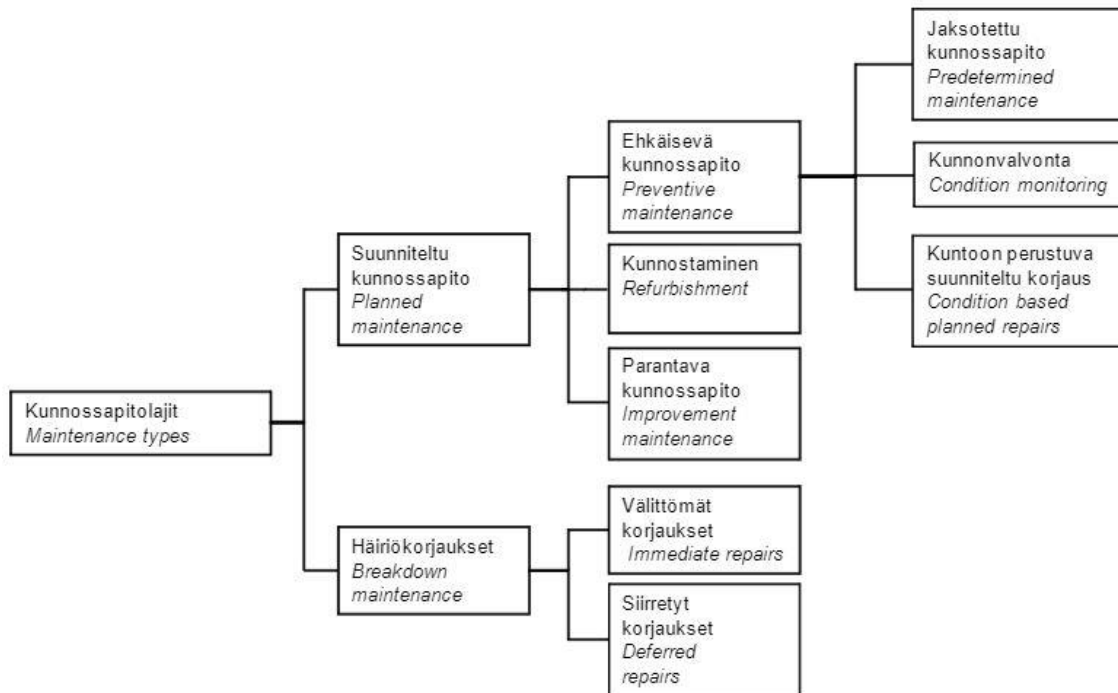 Kunnossapitolajit
Maintenance types
Suunniteltu
kunnossapito
Planned
maintenance
Häiriökorjaukset
Breakdown
maintenance
Ehkäisevä
kunnossapito
Preventive
maintenance
Kunnostaminen
Refurbishment
Parantava
kunnossapito
Improvement
maintenance
Välittömät
korjaukset
Immediate repairs
Siirretyt
korjaukset
Deferred
repairs
Jaksotettu
kunnossapito
Predetermined
maintenance
Kunnonvalvonta
Condition monitoring
Kuntoon perustuva
suunniteltu korjaus
Condition based
planned repairs